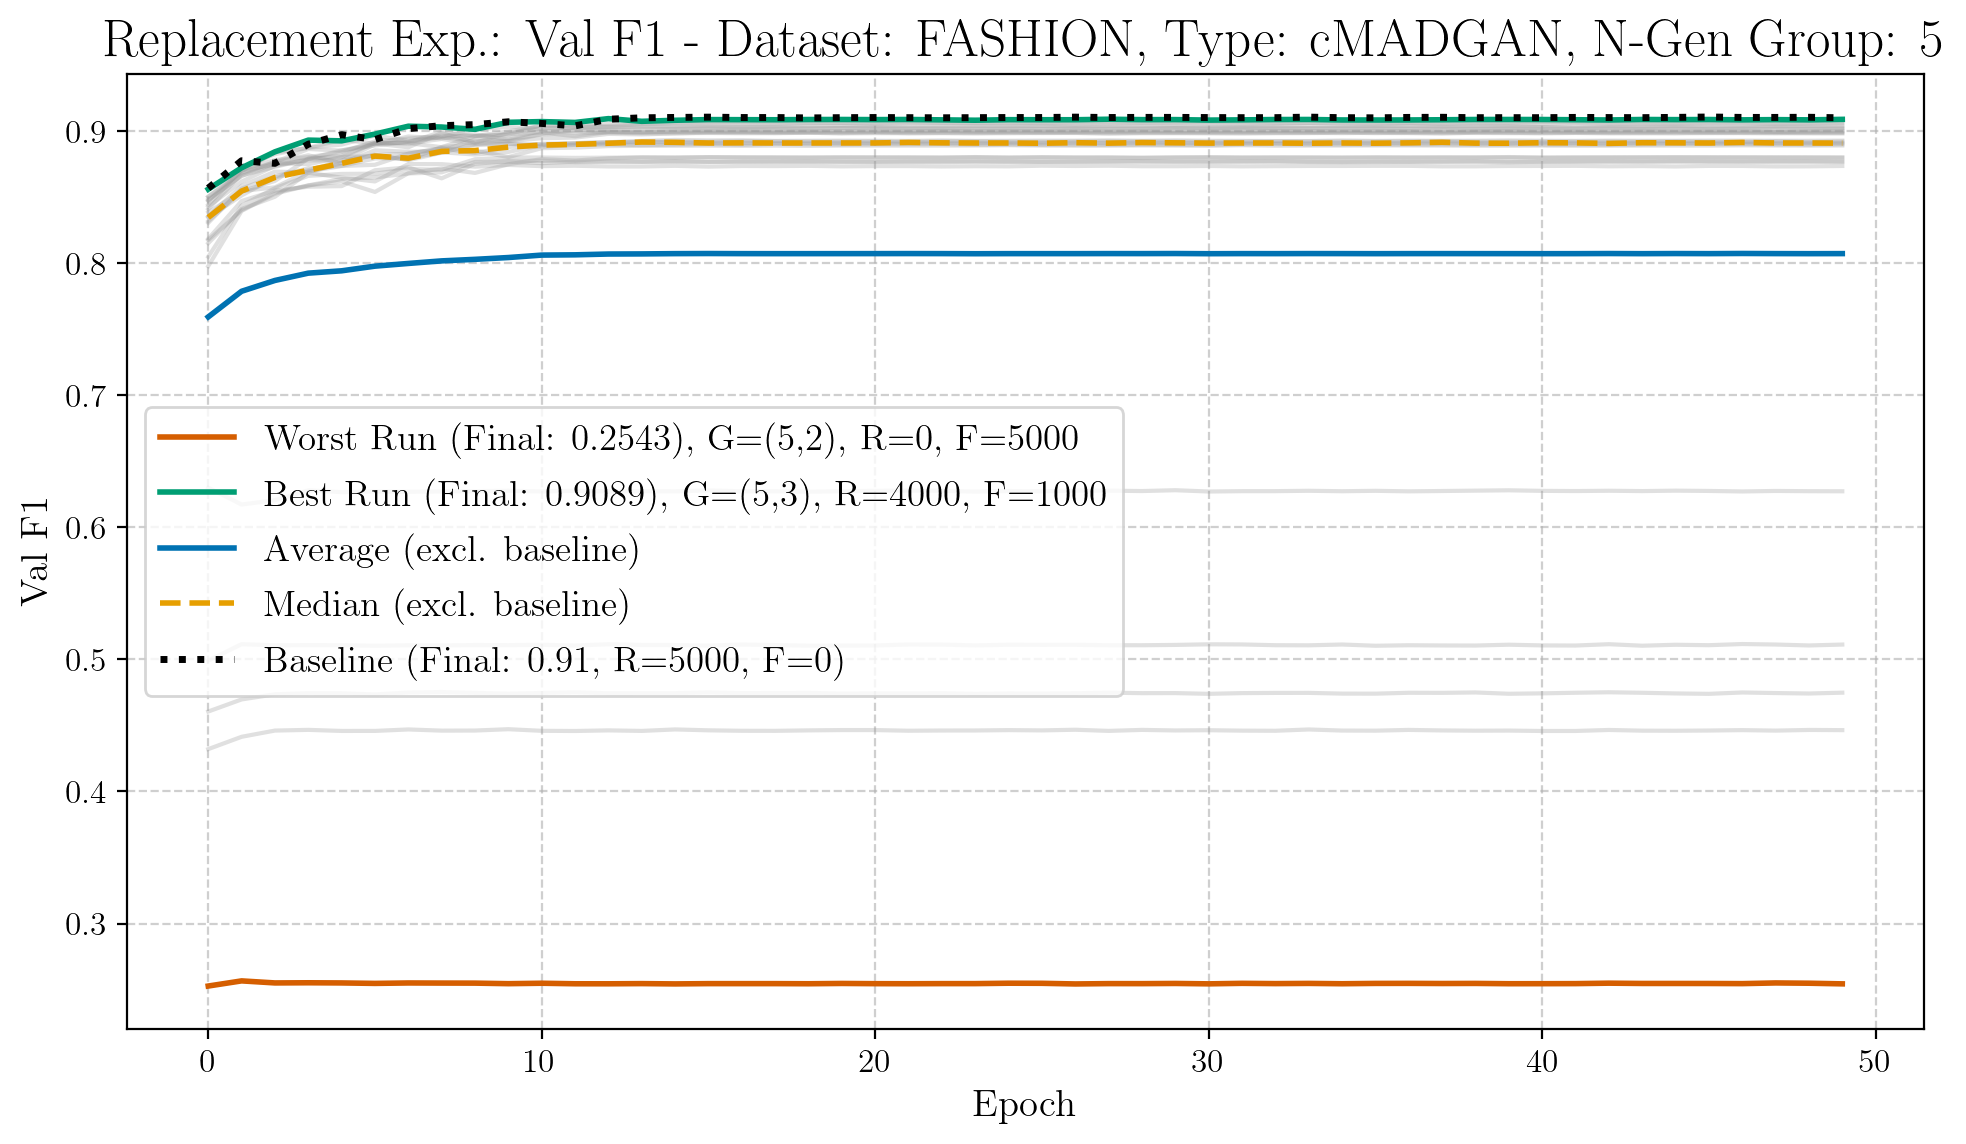 Replacement Exp.: Val F1 - Dataset: FASHION, Type: cMADGAN, N-Gen Group: 5
Val F1
0.9
0.8
0.7
0.6
0.5
0.4
0.3
Worst Run (Final: 0.2543), G=(5,2), R=0, F=5000
Best Run (Final: 0.9089), G=(5,3), R=4000, F=1000
Average (excl. baseline)
Median (excl. baseline)
Baseline (Final: 0.91, R=5000, F=0)
0 10 20 30 40 50
Epoch